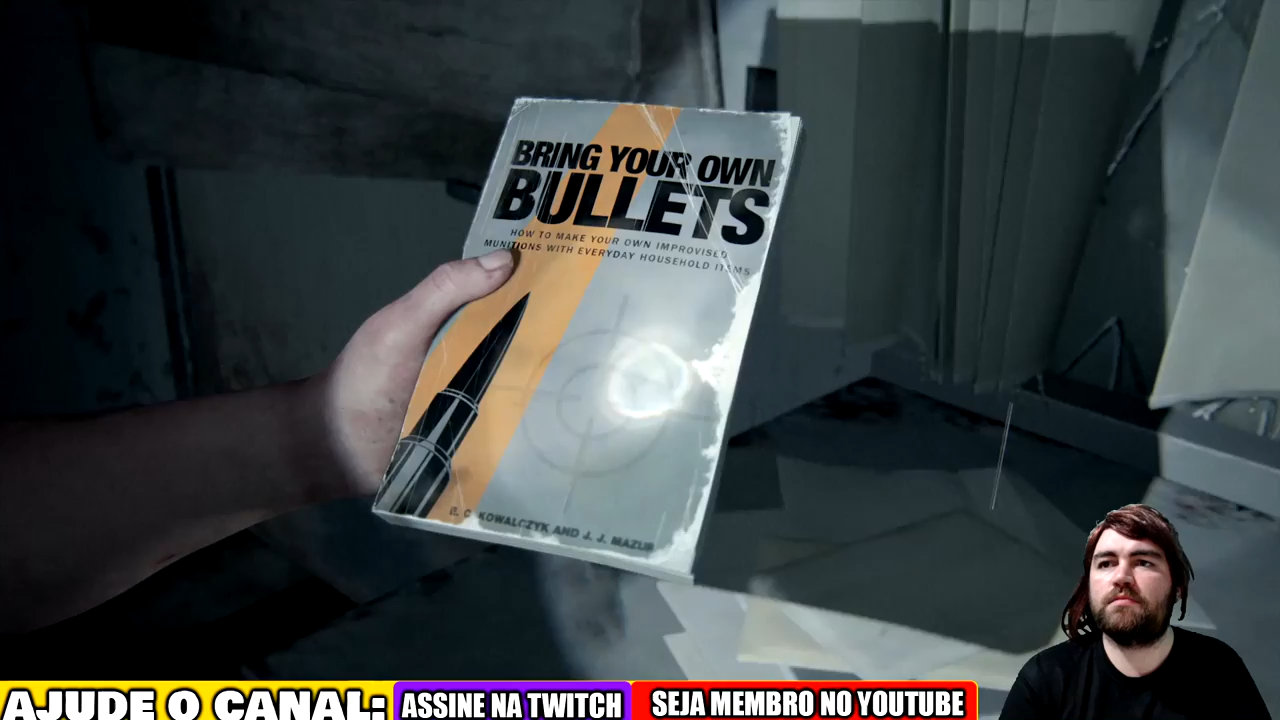 BRING YOUR OWN
BULLETS
HOW TO MAKE YOUR OWN IMPROVISED
MUNITIONS WITH EVERYDAY HOUSEHOLD ITEMS
E. C. KOWALCZYK AND J. J. MAZUR
AJUDE O CANAL: ASSINE NA TWITCH SEJA MEMBRO NO YOUTUBE